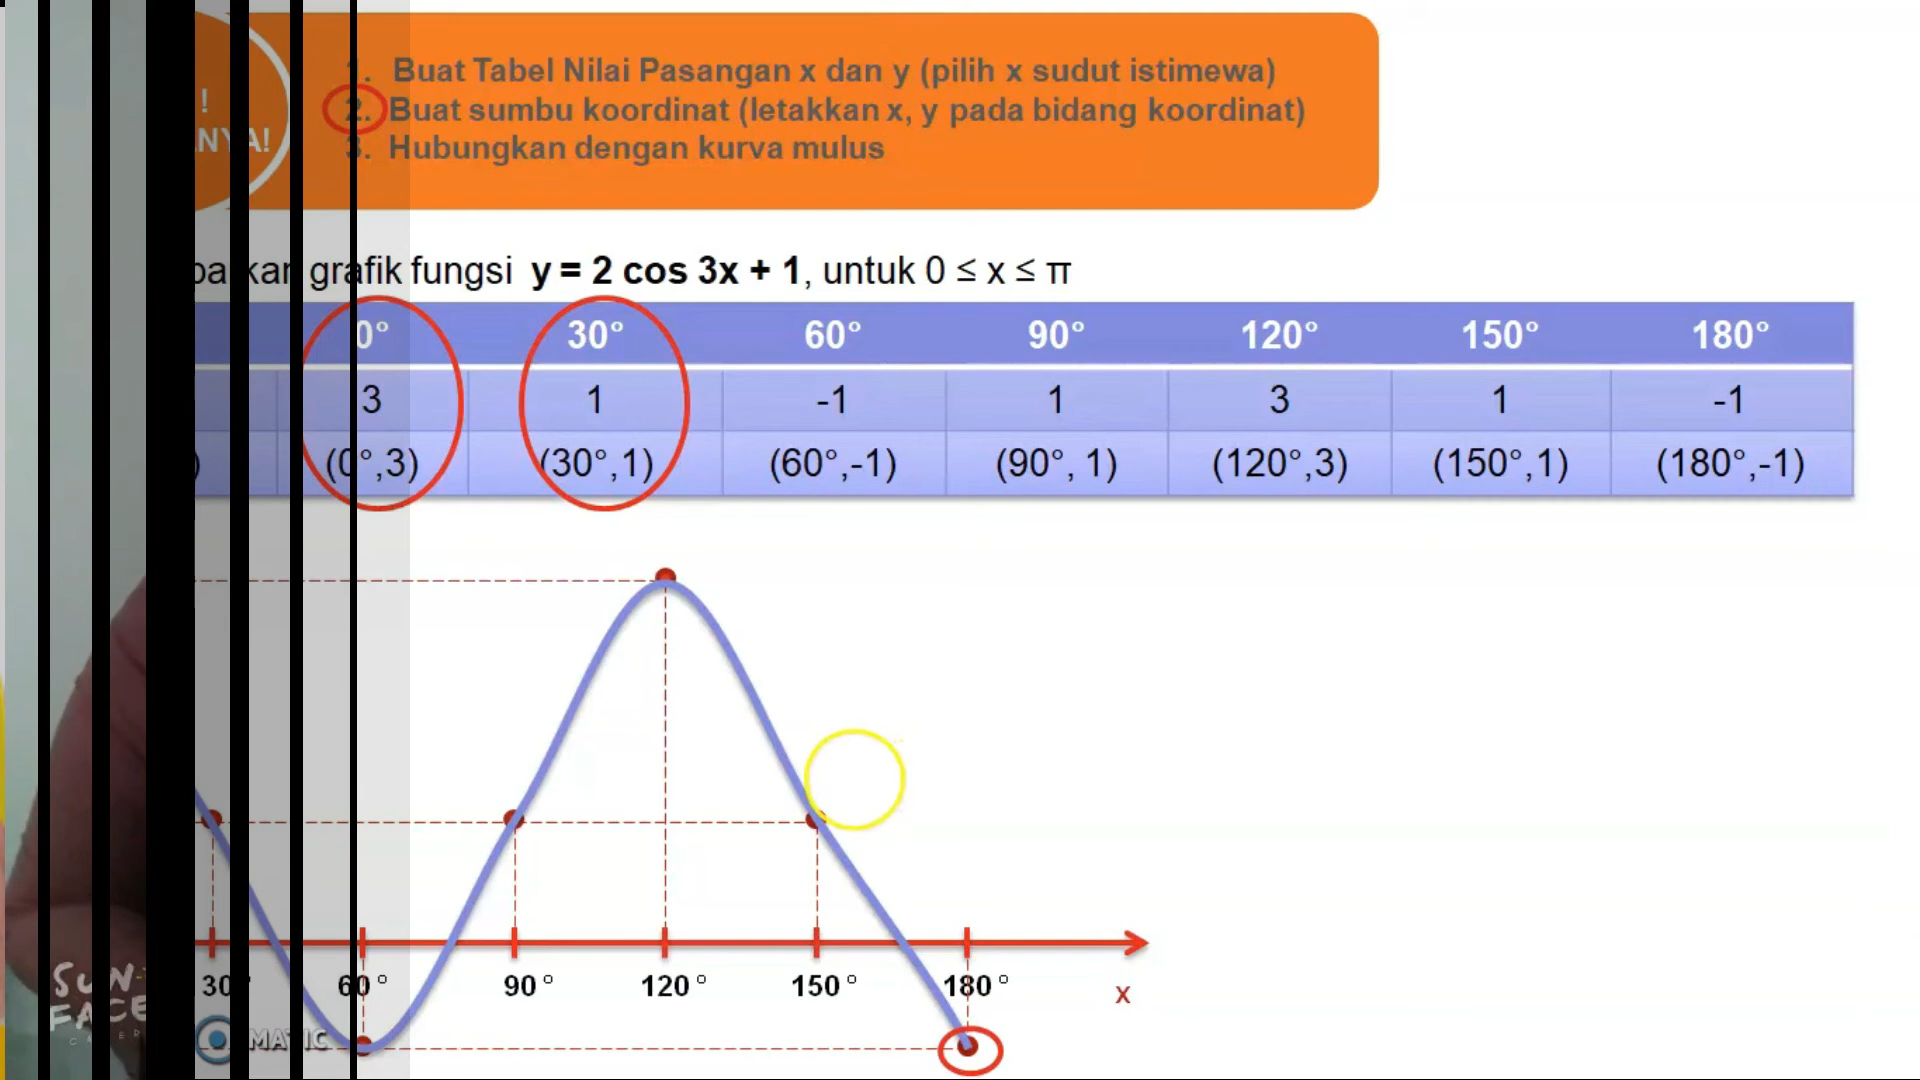 !
NYA!
1. Buat Tabel Nilai Pasangan x dan y (pilih x sudut istimewa)
2. Buat sumbu koordinat (letakkan x, y pada bidang koordinat)
3. Hubungkan dengan kurva mulus
grafik fungsi y = 2 cos 3x + 1, untuk 0 ≤ x ≤ π
0° 30° 60° 90° 120° 150° 180°
3 1 -1 1 3 1 -1
) (0°,3) (30°,1) (60°,-1) (90°, 1) (120°,3) (150°,1) (180°,-1)
30° 60° 90° 120° 150° 180°
x
SUN
FACE
MATIC